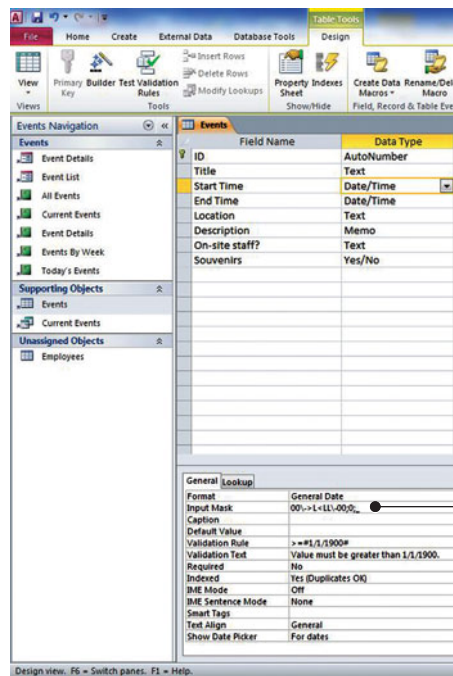 A
Table Tools
File Home Create External Data Database Tools Design
View
Views
Primary Key
Builder
Test Validation Rules
Insert Rows
Delete Rows
Modify Lookups
Tools
Property Sheet
Indexes
Show/Hide
Create Data Macros
Rename/Del
Macro
Field, Record & Table Eve
Events Navigation
Events
Event Details
Event List
All Events
Current Events
Event Details
Events By Week
Today's Events
Supporting Objects
Events
Current Events
Unassigned Objects
Employees
Events
Field Name Data Type
ID AutoNumber
Title Text
Start Time Date/Time
End Time Date/Time
Location Text
Description Memo
On-site staff? Text
Souvenirs Yes/No
General Lookup
Format General Date
Input Mask 00\->L<LL\-00;0;_
Caption
Default Value
Validation Rule >=#1/1/1900#
Validation Text Value must be greater than 1/1/1900.
Required No
Indexed Yes (Duplicates OK)
IME Mode Off
IME Sentence Mode None
Smart Tags
Text Align General
Show Date Picker For dates
Design view. F6 = Switch panes. F1 = Help.